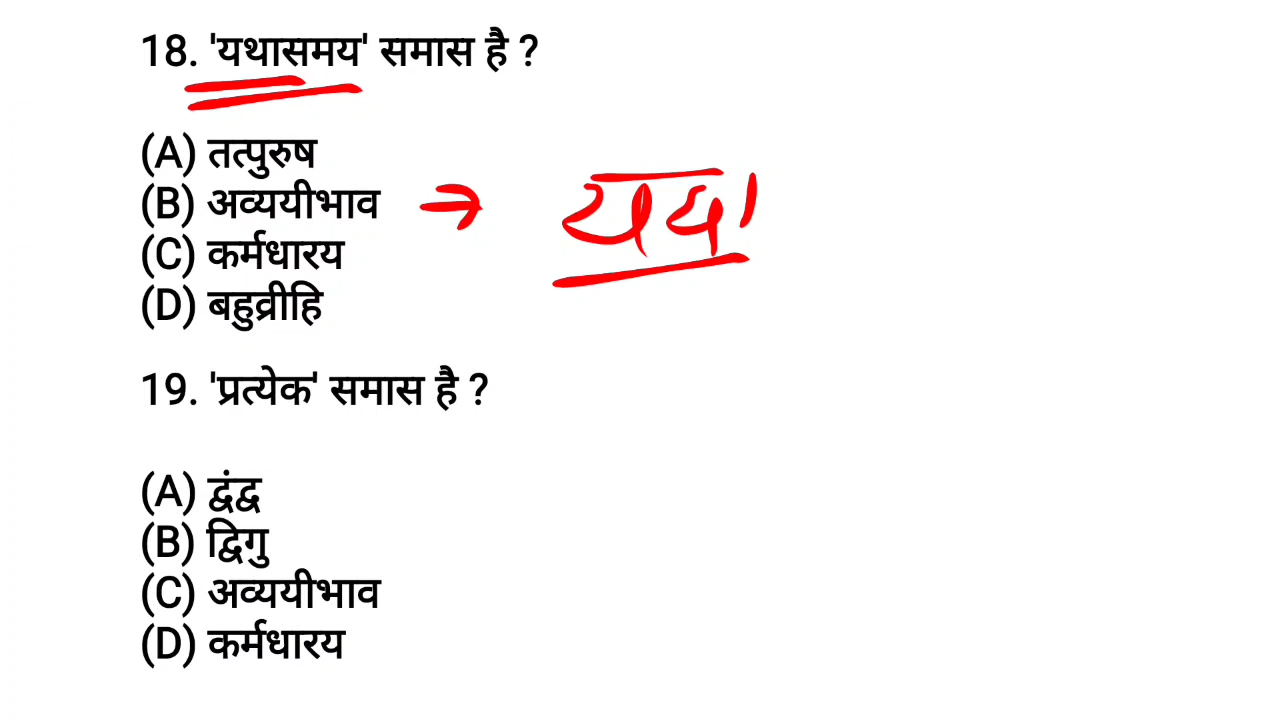 18. 'यथासमय' समास है ?
(A) तत्पुरुष
(B) अव्ययीभाव → यदा
(C) कर्मधारय
(D) बहुव्रीहि
19. 'प्रत्येक' समास है ?
(A) द्वंद्व
(B) द्विगु
(C) अव्ययीभाव
(D) कर्मधारय